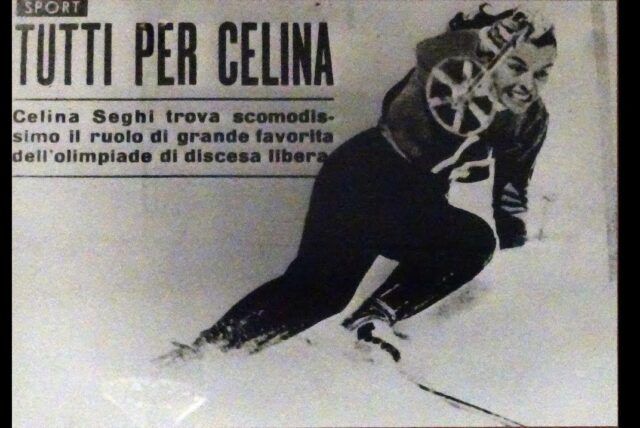 SPORT
TUTTI PER CELINA
Celina Seghi trova scomodis-
simo il ruolo di grande favorita
dell'olimpiade di discesa libera